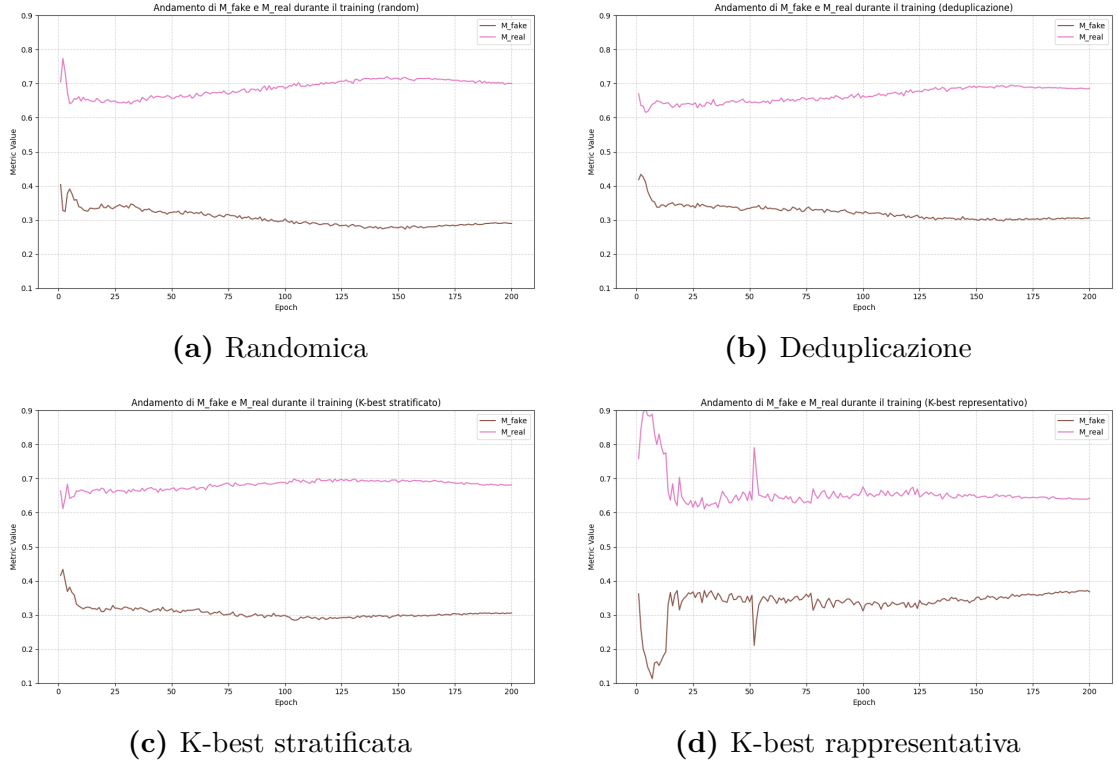 Andamento di M_fake e M_real durante il training (random)
M_fake
M_real
Metric Value
0.9
0.8
0.7
0.6
0.5
0.4
0.3
0.2
0.1
0 25 50 75 100 125 150 175 200
Epoch
(a) Randomica
Andamento di M_fake e M_real durante il training (deduplicazione)
M_fake
M_real
Metric Value
0.9
0.8
0.7
0.6
0.5
0.4
0.3
0.2
0.1
0 25 50 75 100 125 150 175 200
Epoch
(b) Deduplicazione
Andamento di M_fake e M_real durante il training (K-best stratificato)
M_fake
M_real
Metric Value
0.9
0.8
0.7
0.6
0.5
0.4
0.3
0.2
0.1
0 25 50 75 100 125 150 175 200
Epoch
(c) K-best stratificata
Andamento di M_fake e M_real durante il training (K-best representativo)
M_fake
M_real
Metric Value
0.9
0.8
0.7
0.6
0.5
0.4
0.3
0.2
0.1
0 25 50 75 100 125 150 175 200
Epoch
(d) K-best rappresentativa